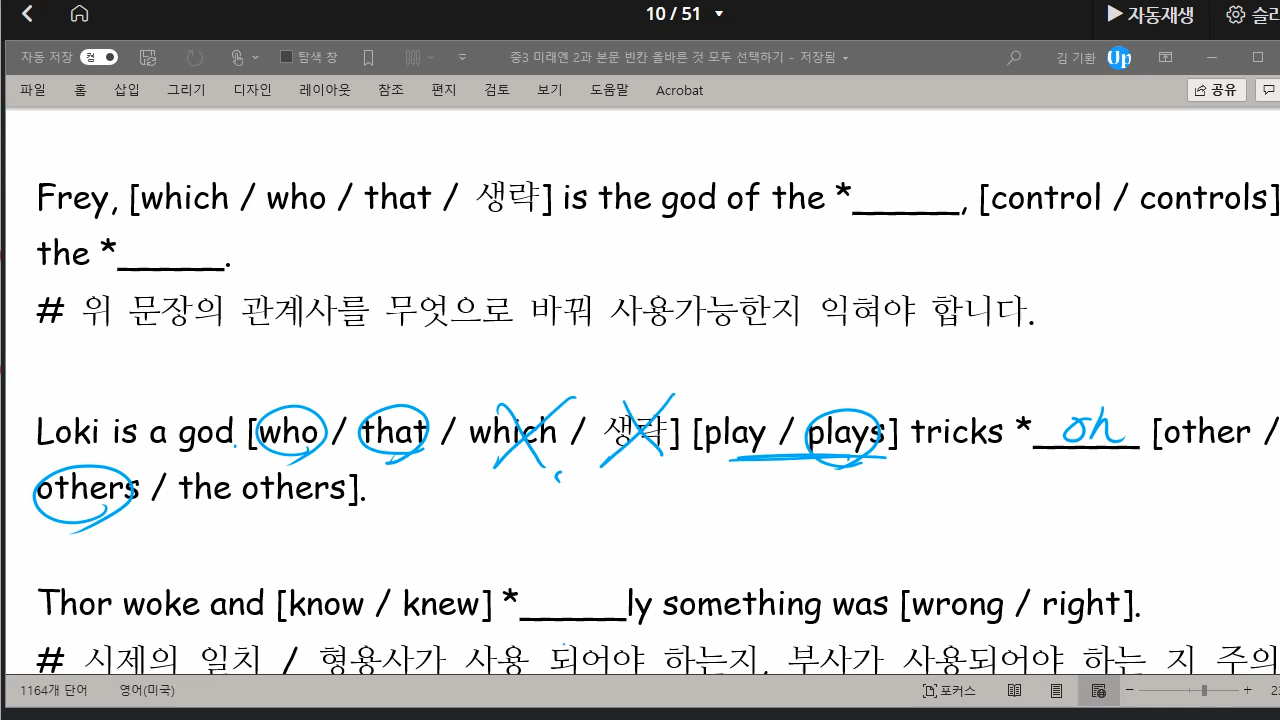 10 / 51
자동재생
슬라
자동 저장 컴 탐색 창 중3 미래엔 2과 본문 빈칸 올바른 것 모두 선택하기 - 저장됨 김 기환 Up
파일 홈 삽입 그리기 디자인 레이아웃 참조 편지 검토 보기 도움말 Acrobat 공유
Frey, [which / who / that / 생략] is the god of the *_____, [control / controls]
the *_____.
# 위 문장의 관계사를 무엇으로 바꿔 사용가능한지 익혀야 합니다.
Loki is a god [who / that / which / 생략] [play / plays] tricks * on [other /
others / the others].
Thor woke and [know / knew] *_____ly something was [wrong / right].
# 시제의 일치 / 형용사가 사용 되어야 하는지, 부사가 사용되어야 하는 지 주의
1164개 단어 영어(미국) 포커스